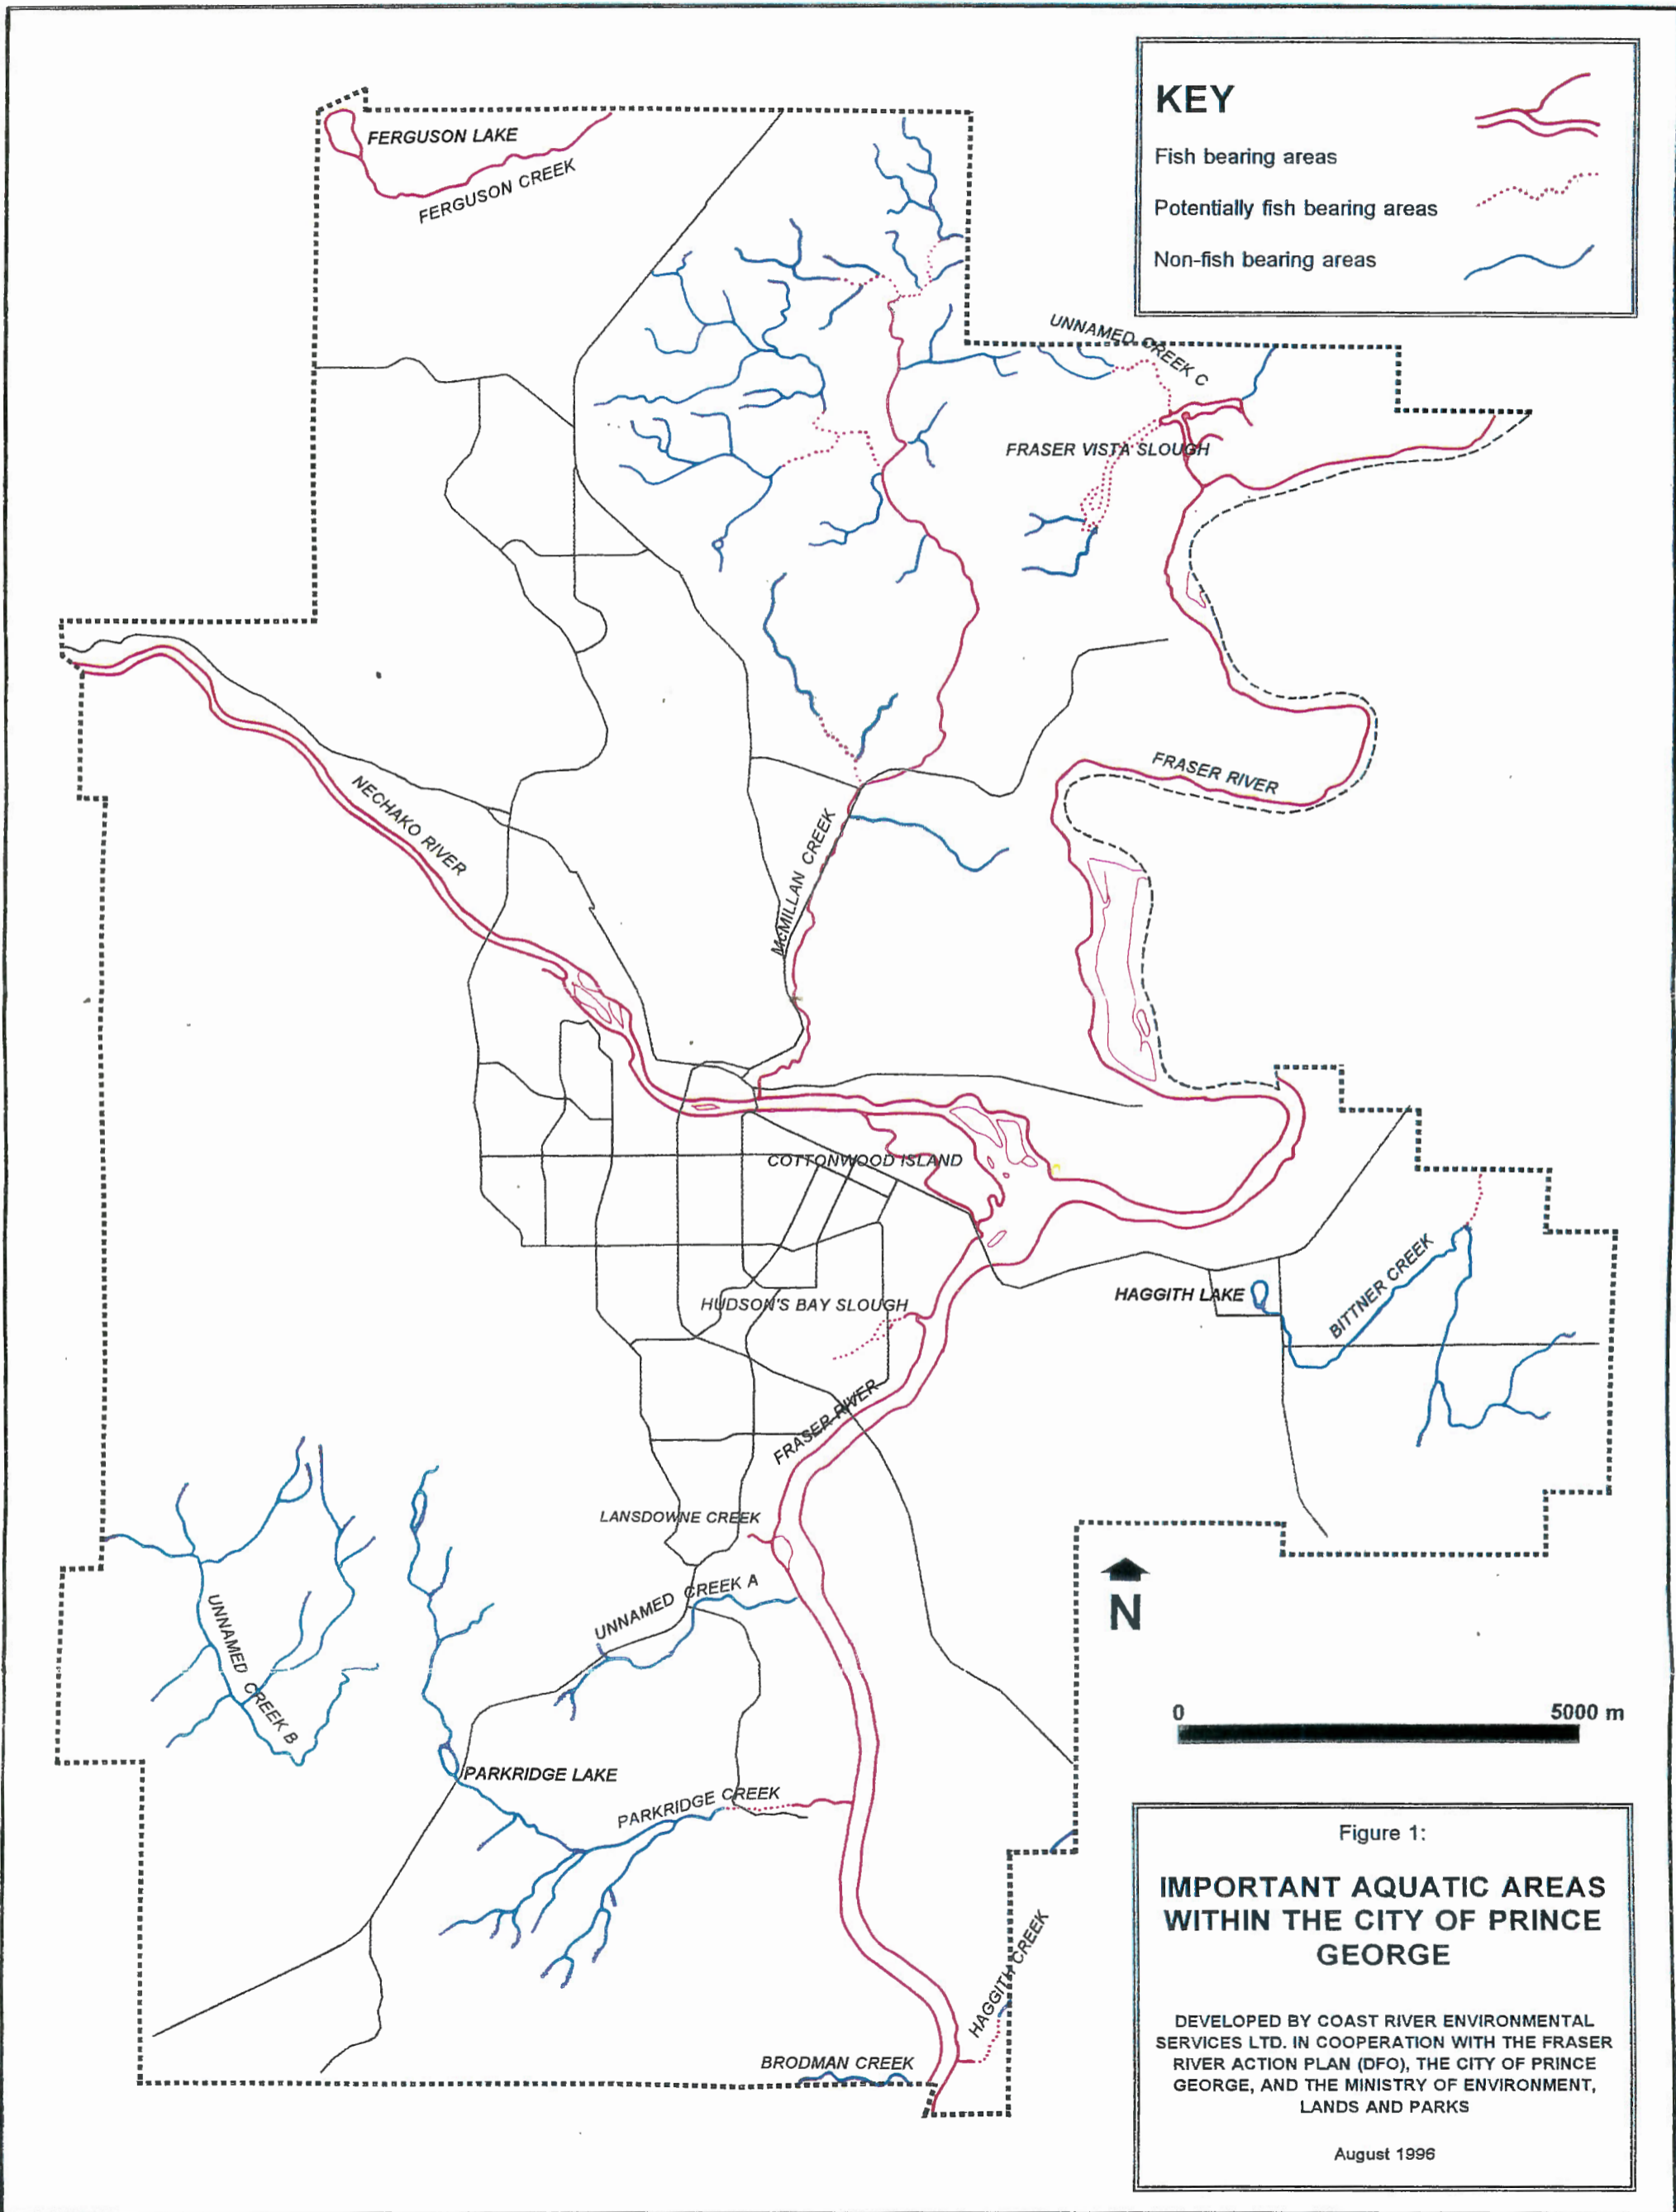 KEY
Fish bearing areas
Potentially fish bearing areas
Non-fish bearing areas
FERGUSON LAKE
FERGUSON CREEK
UNNAMED CREEK C
FRASER VISTA SLOUGH
FRASER RIVER
NECHAKO RIVER
McMILLAN CREEK
COTTONWOOD ISLAND
HUDSON'S BAY SLOUGH
HAGGITH LAKE
BITTNER CREEK
FRASER RIVER
LANSDOWNE CREEK
UNNAMED CREEK A
UNNAMED CREEK B
N
0 5000 m
PARKRIDGE LAKE
PARKRIDGE CREEK
HAGGITH CREEK
BRODMAN CREEK
Figure 1:
IMPORTANT AQUATIC AREAS
WITHIN THE CITY OF PRINCE
GEORGE
DEVELOPED BY COAST RIVER ENVIRONMENTAL
SERVICES LTD. IN COOPERATION WITH THE FRASER
RIVER ACTION PLAN (DFO), THE CITY OF PRINCE
GEORGE, AND THE MINISTRY OF ENVIRONMENT,
LANDS AND PARKS
August 1996